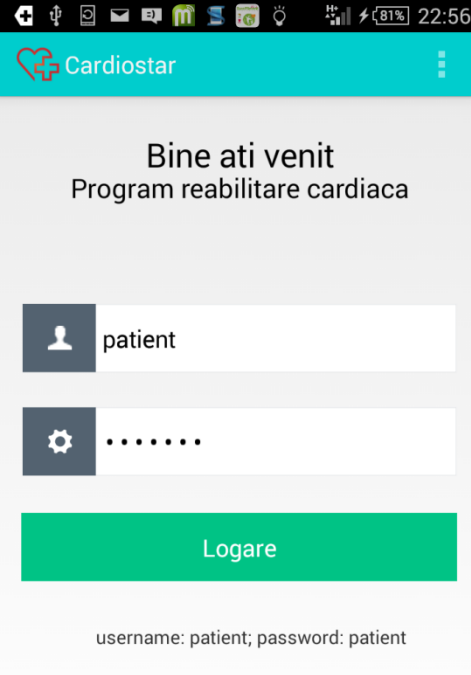 81% 22:56
Cardiostar
Bine ati venit
Program reabilitare cardiaca
patient
•••••••
Logare
username: patient; password: patient